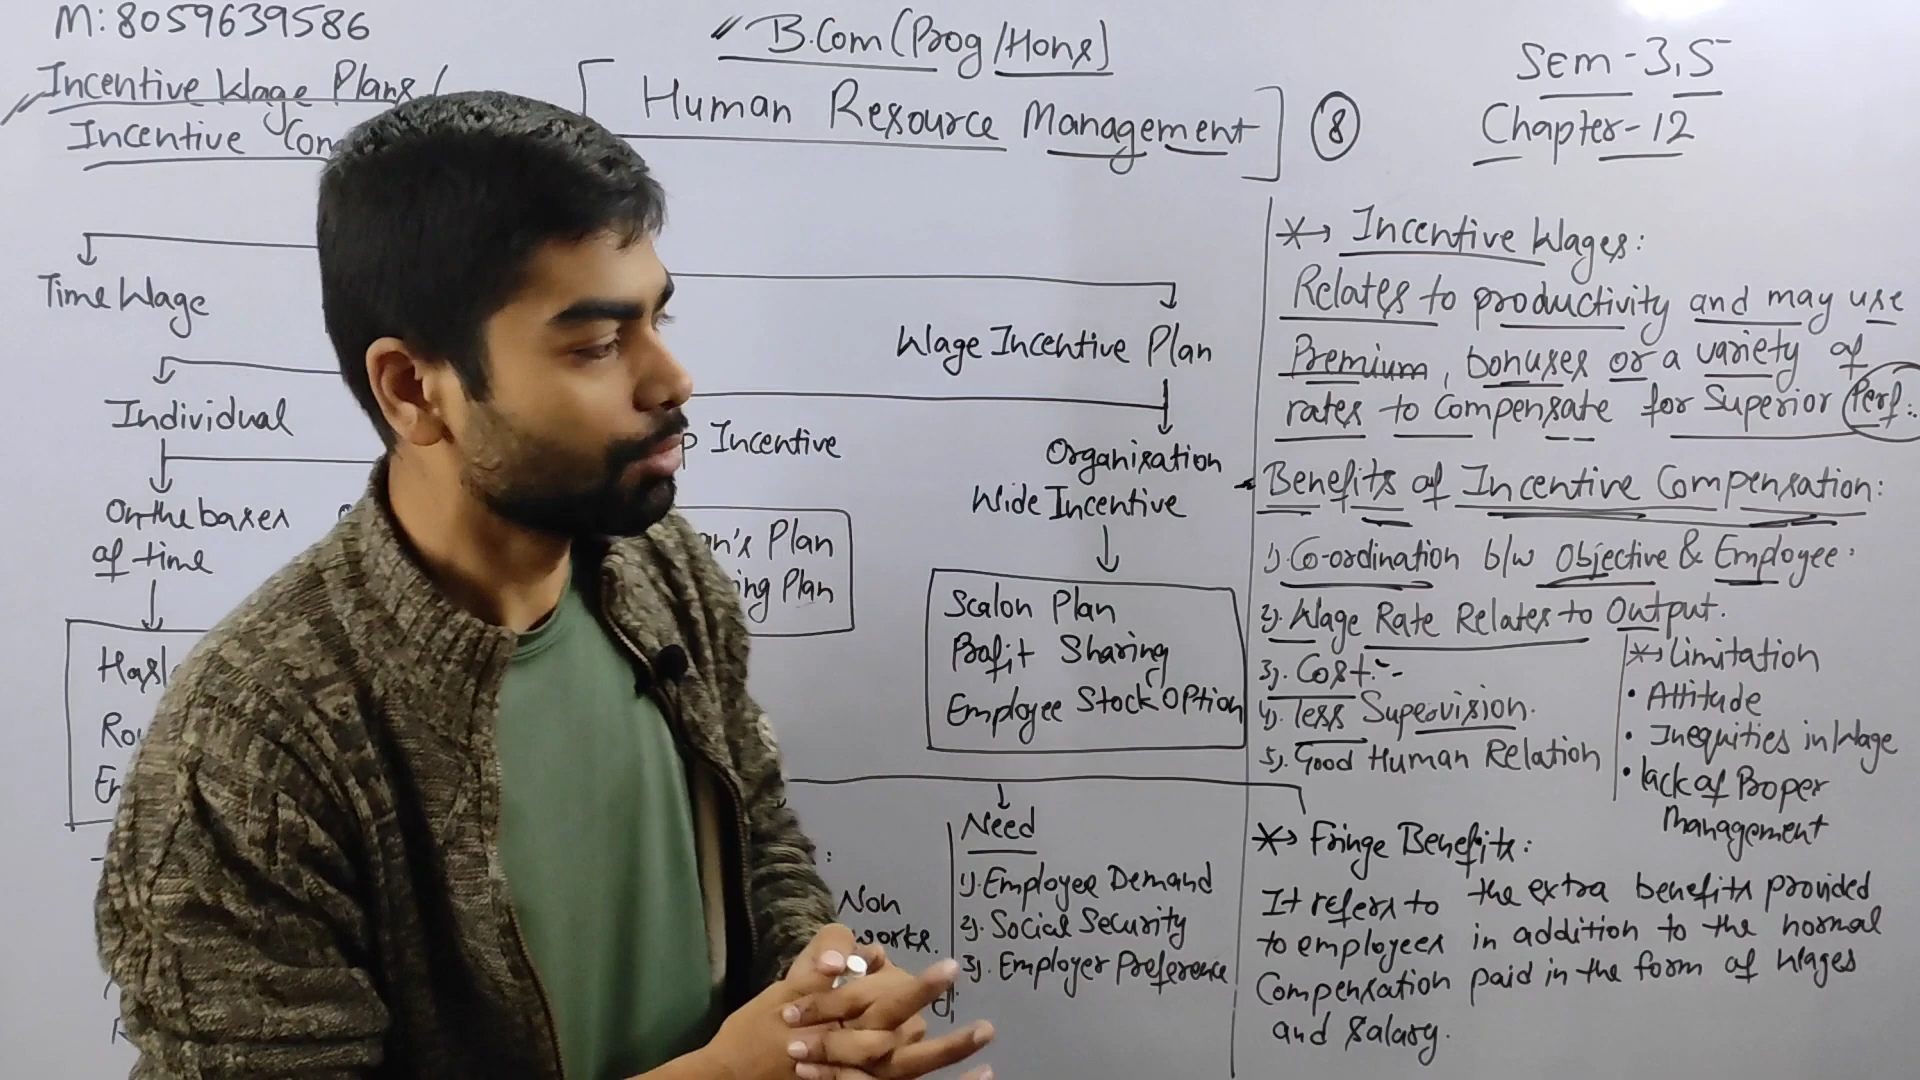 M: 8059639586
B.Com (Prog/Hons)
Sem - 3,5
Incentive Wage Plans/
Incentive
Human Resource Management
8
Chapter - 12
Time Wage
Wage Incentive Plan
Individual
Incentive
Organisation
Wide Incentive
On the bases
of time
Plan
Plan
Scalon Plan
Profit Sharing
Employee Stock Option
Need
1). Employee Demand
2). Social Security
3). Employer Preference
Non
works.
Incentive Wages:
Relates to productivity and may use
Premium, bonuses or a variety of
rates to compensate for Superior Perf:.
Benefits of Incentive Compensation:
1). Co-ordination b/w Objective & Employee:
2). Wage Rate Relates to Output.
3). Cost:-
4). less Supervision.
5). Good Human Relation
Limitation
• Attitude
• Inequities in Wage
• lack of Proper
Management
Fringe Benefits:
It refers to the extra benefits provided
to employees in addition to the normal
Compensation paid in the form of Wages
and Salary.